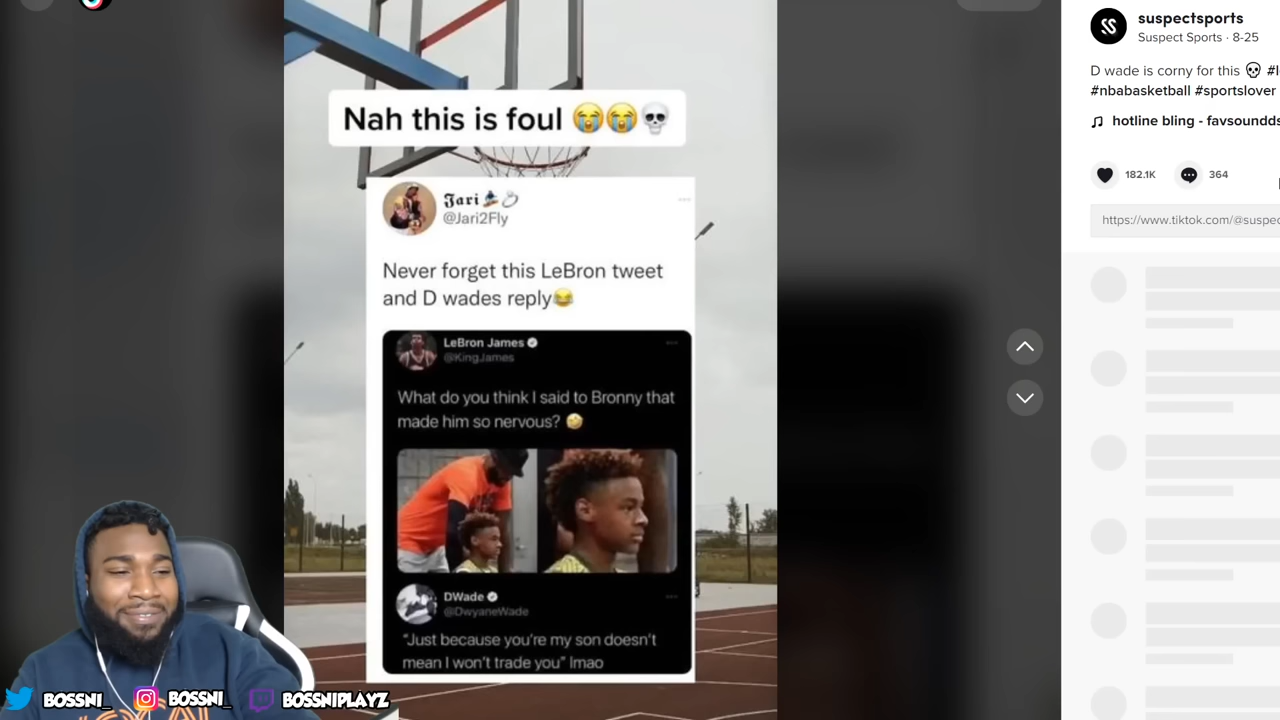 suspectsports
Suspect Sports · 8-25
D wade is corny for this 💀
#nbabasketball #sportslover
♫ hotline bling -
182.1K
364
https://www.tiktok.com/@suspec
Nah this is foul 😭😭💀
𝕵𝖆𝖗𝖎
@Jari2Fly
Never forget this LeBron tweet
and D wades reply😂
LeBron James
@KingJames
What do you think I said to Bronny that
made him so nervous? 🤣
DWade
@DwyaneWade
“Just because you're my son doesn't
mean I won't trade you” lmao
BOSSNI_
BOSSNI_
BOSSNIPLAYZ